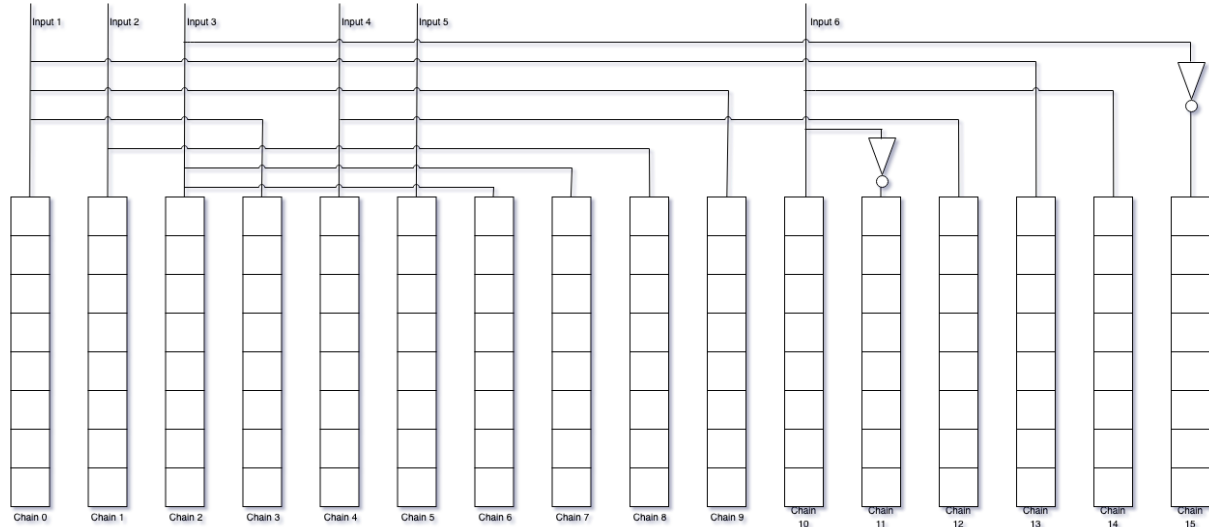 Input 1
Input 2
Input 3
Input 4
Input 5
Input 6
Chain 0
Chain 1
Chain 2
Chain 3
Chain 4
Chain 5
Chain 6
Chain 7
Chain 8
Chain 9
Chain
10
Chain
11
Chain
12
Chain
13
Chain
14
Chain
15